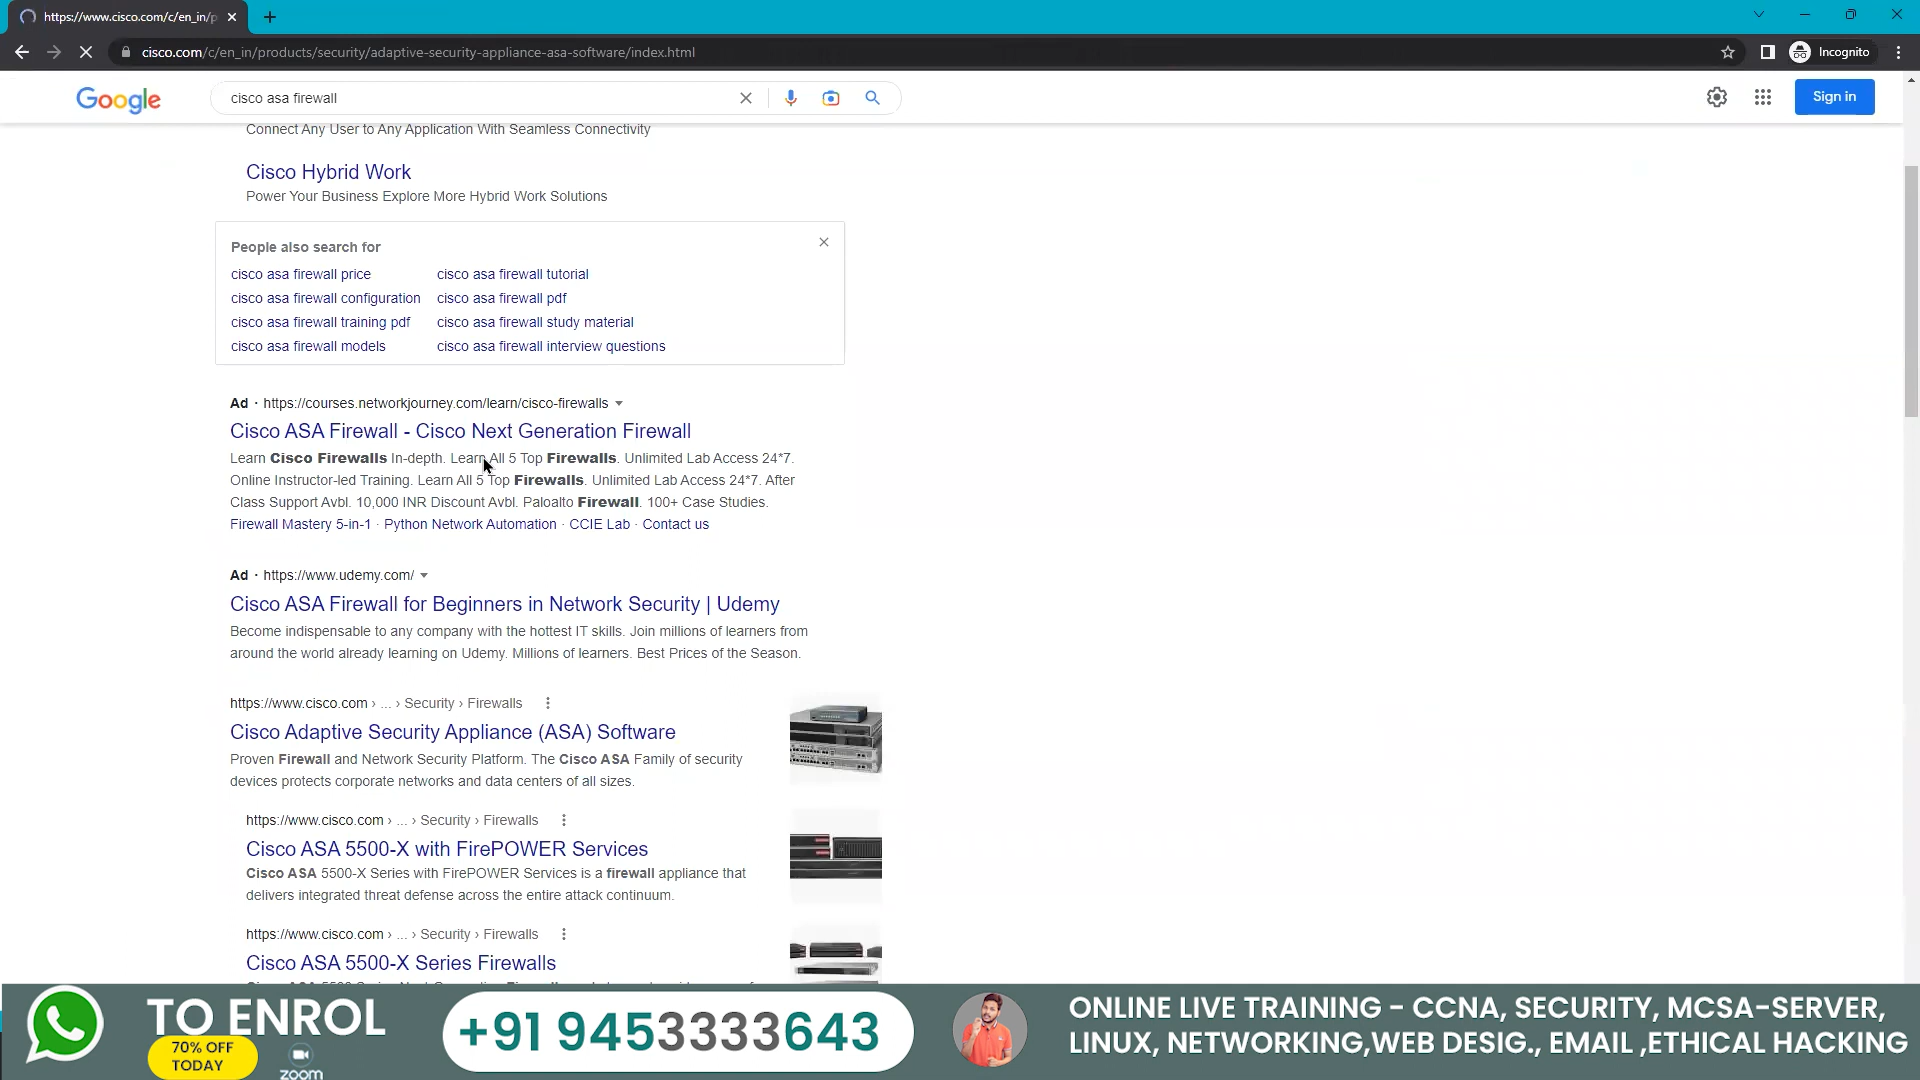 https://www.cisco.com/c/en_in/p
cisco.com/c/en_in/products/security/adaptive-security-appliance-asa-software/index.html
Incognito
Google
cisco asa firewall
Sign in
Connect Any User to Any Application With Seamless Connectivity
Cisco Hybrid Work
Power Your Business Explore More Hybrid Work Solutions
People also search for
cisco asa firewall price
cisco asa firewall tutorial
cisco asa firewall configuration
cisco asa firewall pdf
cisco asa firewall training pdf
cisco asa firewall study material
cisco asa firewall models
cisco asa firewall interview questions
Ad · https://courses.networkjourney.com/learn/cisco-firewalls
Cisco ASA Firewall - Cisco Next Generation Firewall
Learn Cisco Firewalls In-depth. Learn All 5 Top Firewalls. Unlimited Lab Access 24*7.
Online Instructor-led Training. Learn All 5 Top Firewalls. Unlimited Lab Access 24*7. After
Class Support Avbl. 10,000 INR Discount Avbl. Paloalto Firewall. 100+ Case Studies.
Firewall Mastery 5-in-1 · Python Network Automation · CCIE Lab · Contact us
Ad · https://www.udemy.com/
Cisco ASA Firewall for Beginners in Network Security | Udemy
Become indispensable to any company with the hottest IT skills. Join millions of learners from
around the world already learning on Udemy. Millions of learners. Best Prices of the Season.
https://www.cisco.com › ... › Security › Firewalls
Cisco Adaptive Security Appliance (ASA) Software
Proven Firewall and Network Security Platform. The Cisco ASA Family of security
devices protects corporate networks and data centers of all sizes.
https://www.cisco.com › ... › Security › Firewalls
Cisco ASA 5500-X with FirePOWER Services
Cisco ASA 5500-X Series with FirePOWER Services is a firewall appliance that
delivers integrated threat defense across the entire attack continuum.
https://www.cisco.com › ... › Security › Firewalls
Cisco ASA 5500-X Series Firewalls
TO ENROL
70% OFF
TODAY
zoom
+91 9453333643
ONLINE LIVE TRAINING - CCNA, SECURITY, MCSA-SERVER,
LINUX, NETWORKING,WEB DESIG., EMAIL ,ETHICAL HACKING